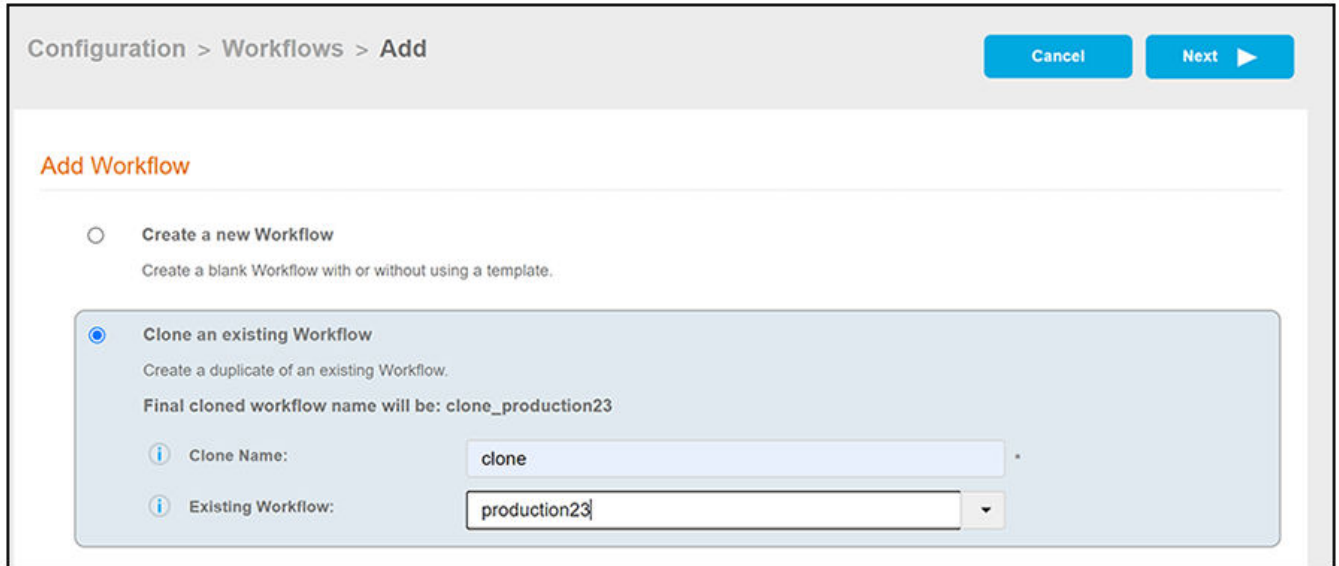 Configuration > Workflows > Add
Cancel
Next
Add Workflow
Create a new Workflow
Create a blank Workflow with or without using a template.
Clone an existing Workflow
Create a duplicate of an existing Workflow.
Final cloned workflow name will be: clone_production23
Clone Name:
clone
*
Existing Workflow:
production23